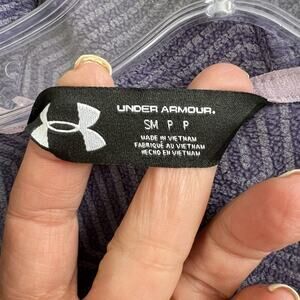 UNDER ARMOUR.
SM P P
MADE IN VIETNAM
FABRIQUÉ AU VIETNAM
HECHO EN VIETNAM